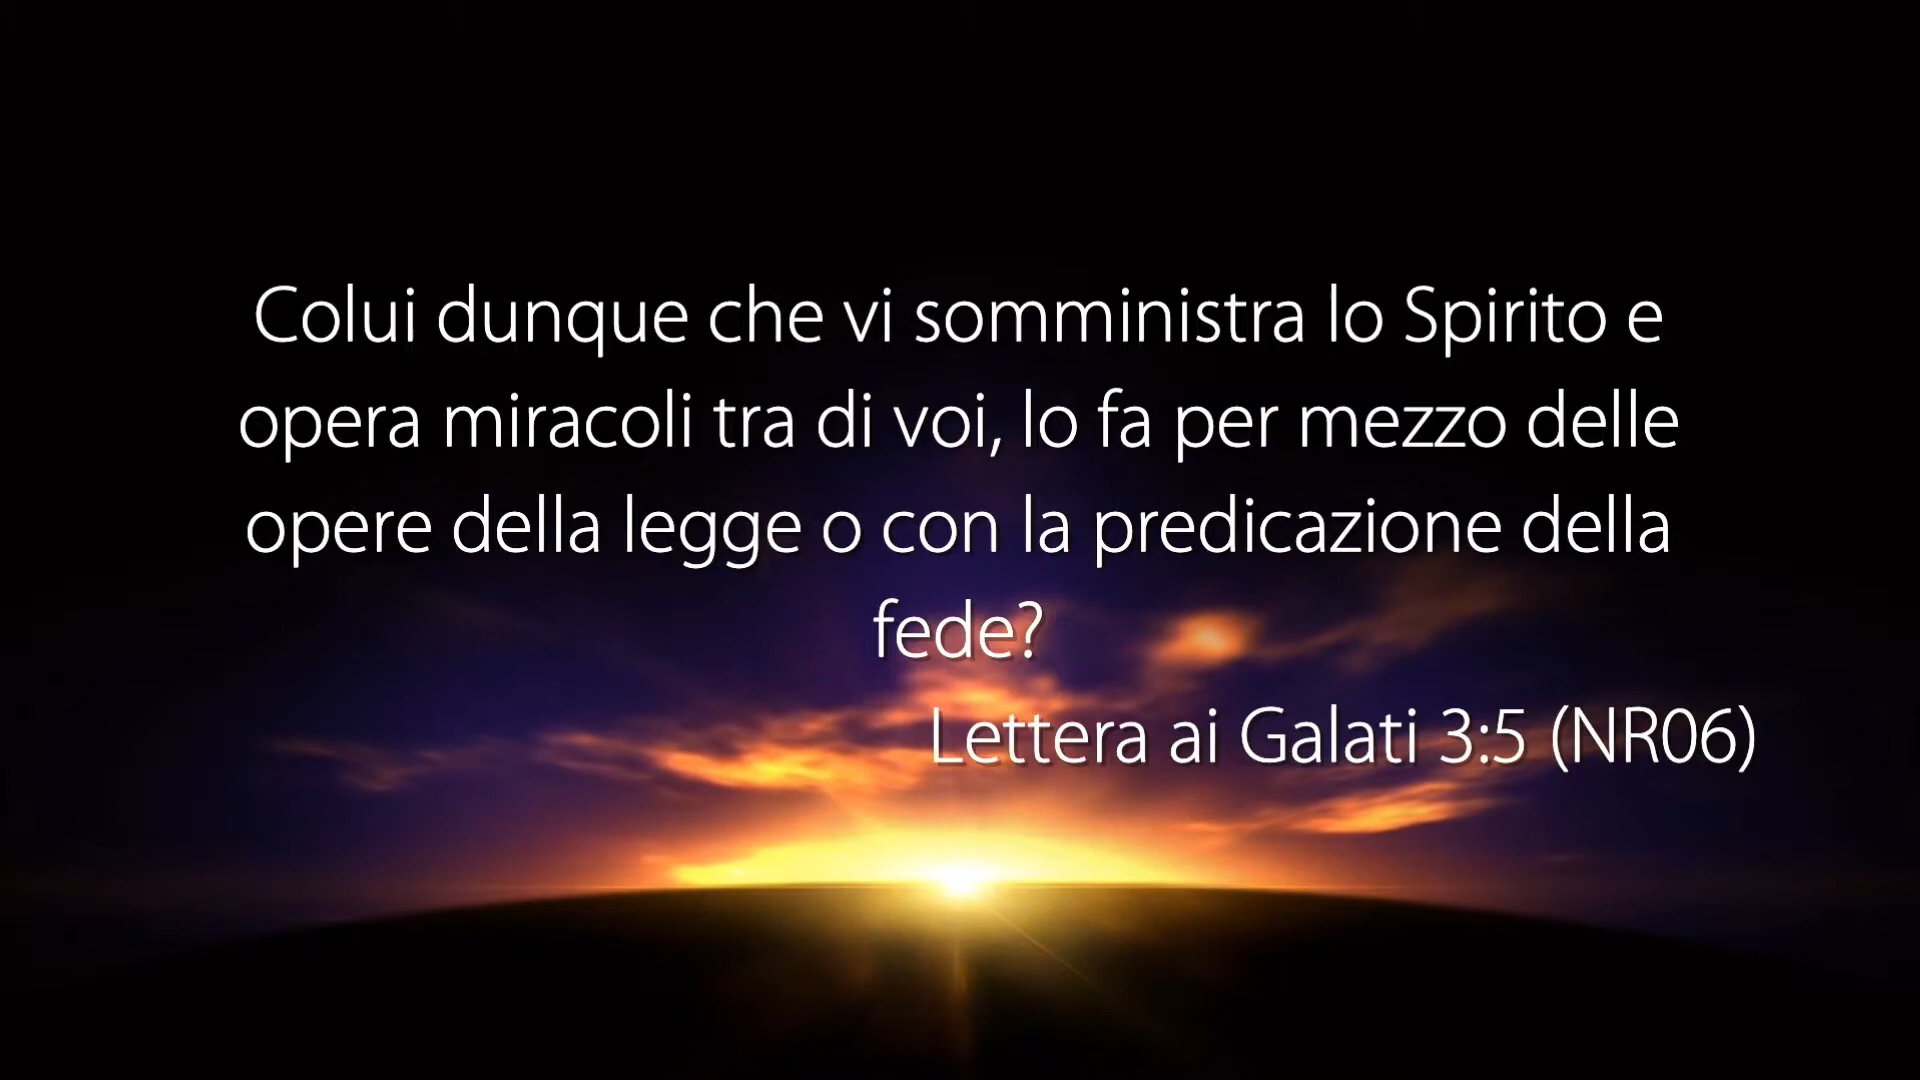 Colui dunque che vi somministra lo Spirito e
opera miracoli tra di voi, lo fa per mezzo delle
opere della legge o con la predicazione della
fede?
Lettera ai Galati 3:5 (NR06)